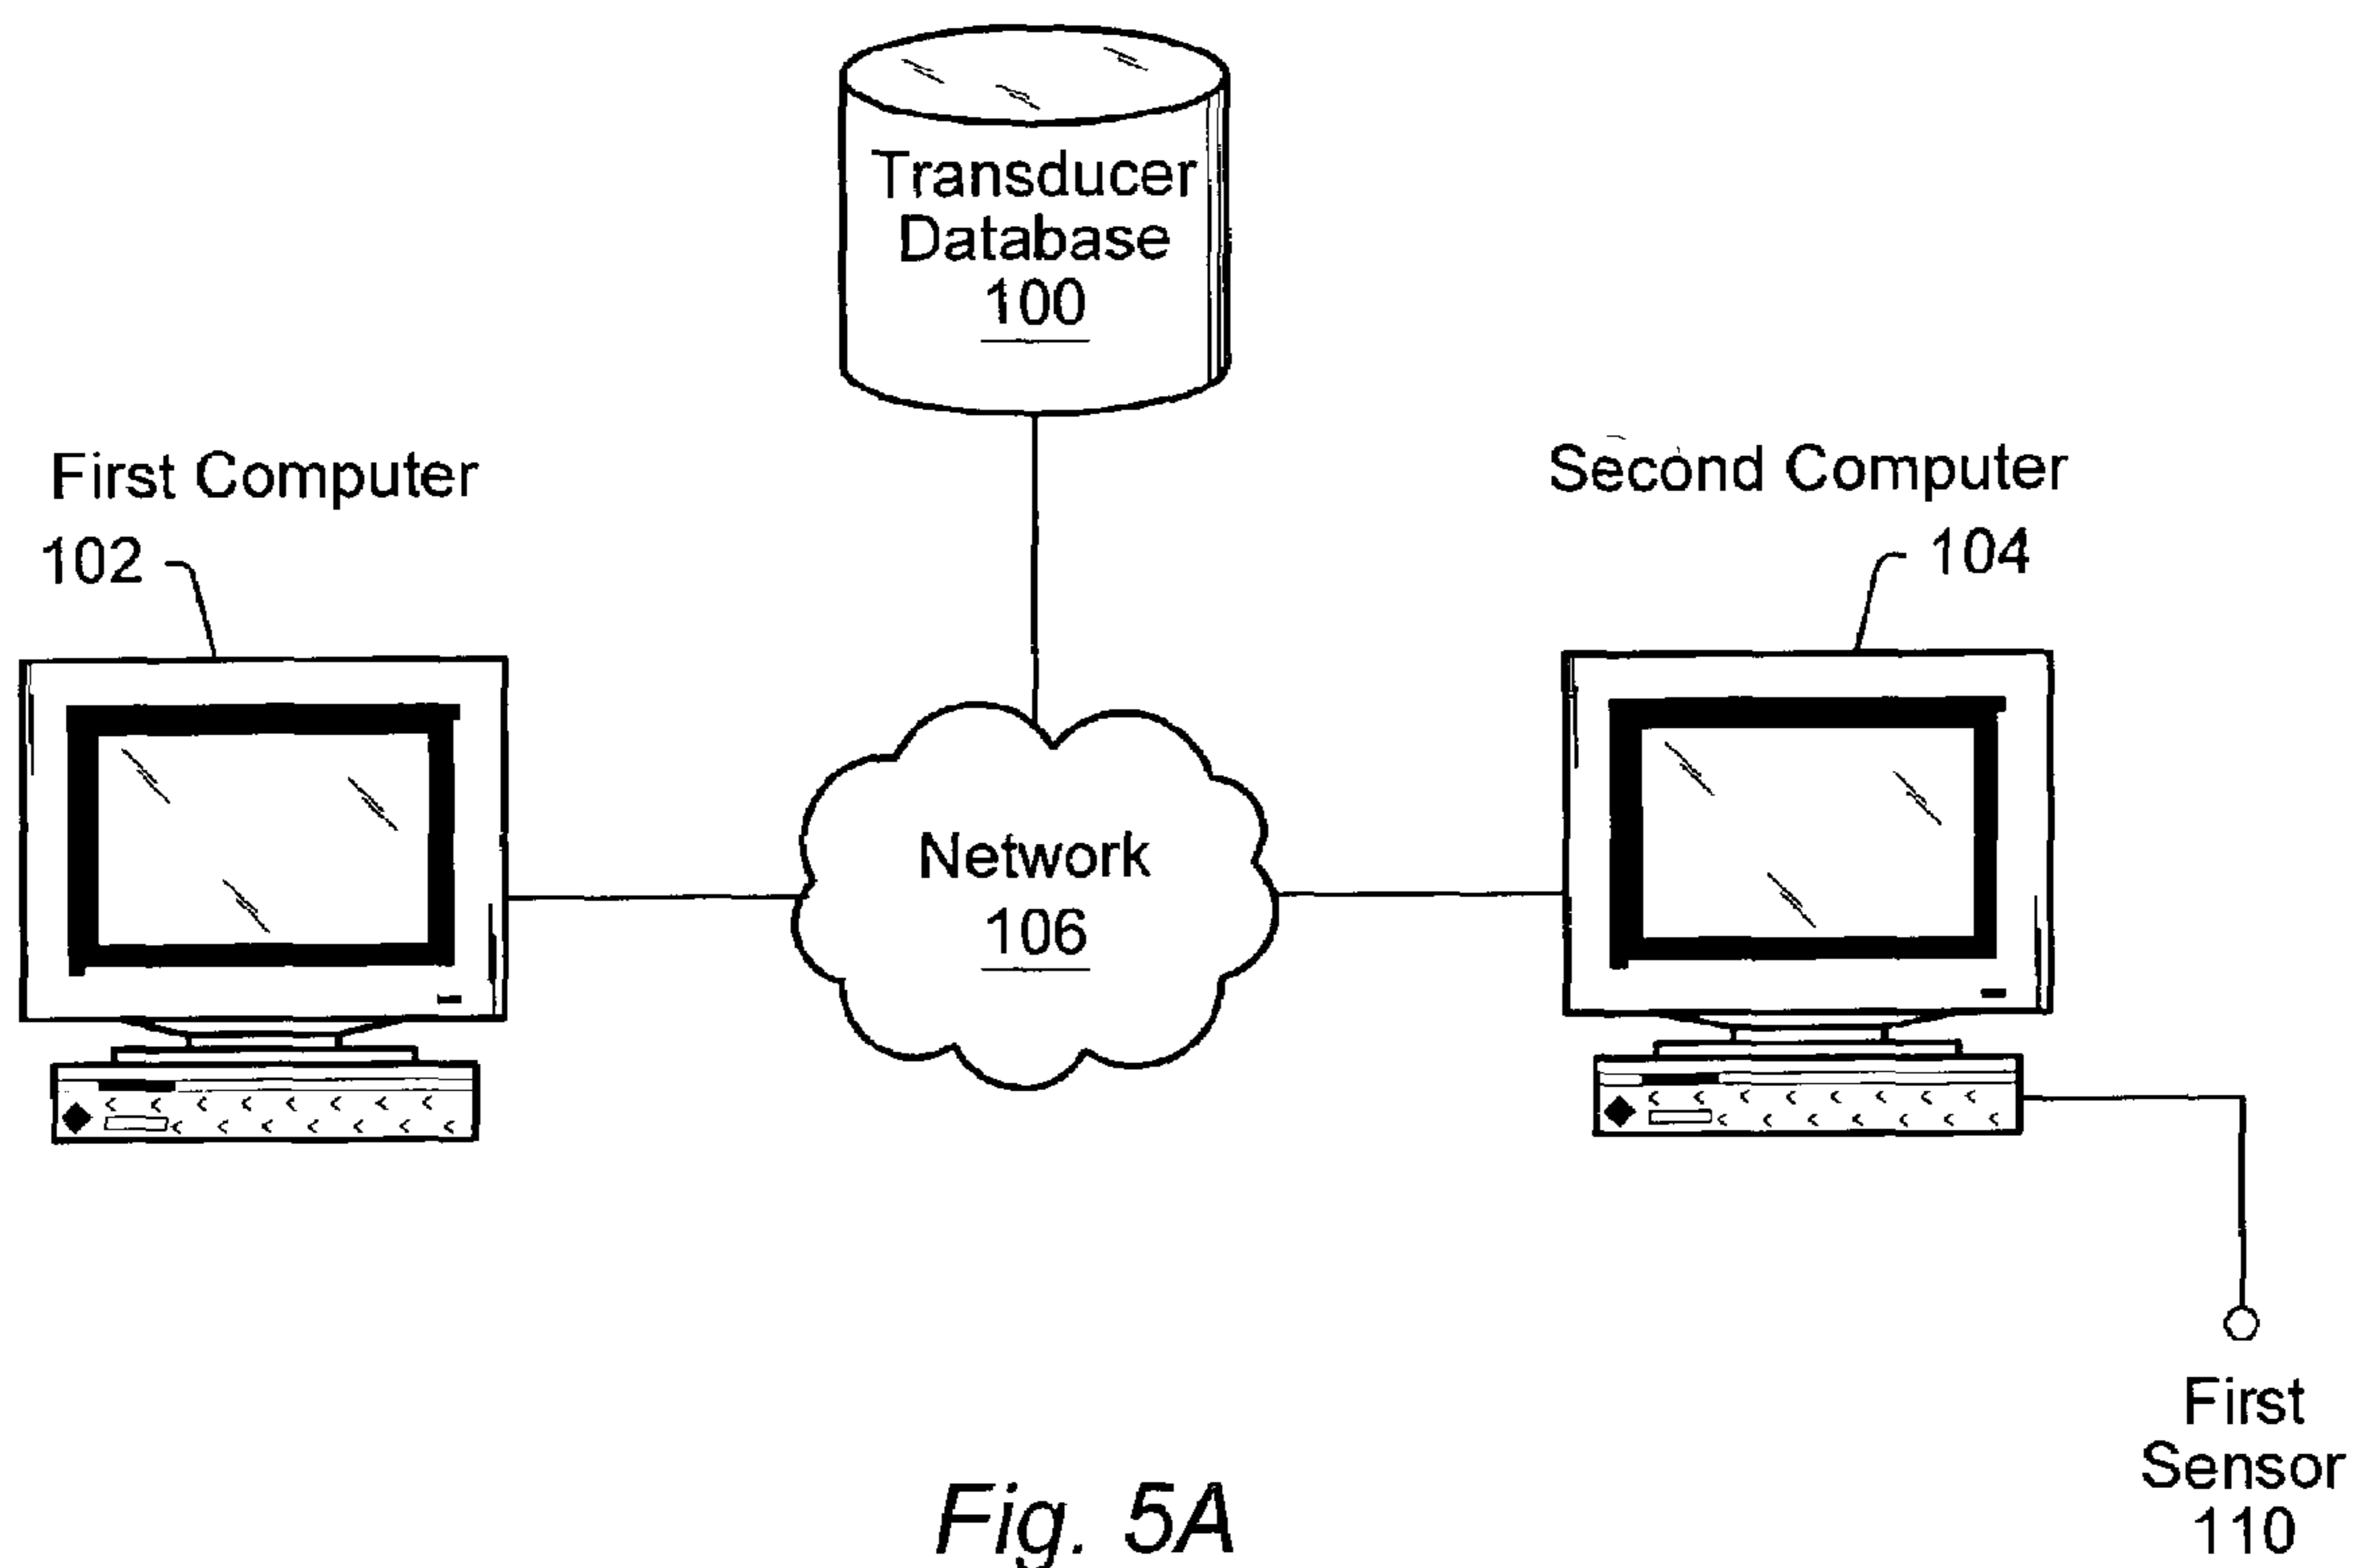 Transducer
Database
100
First Computer
102
Second Computer
104
Network
106
First
Sensor
110
Fig. 5A